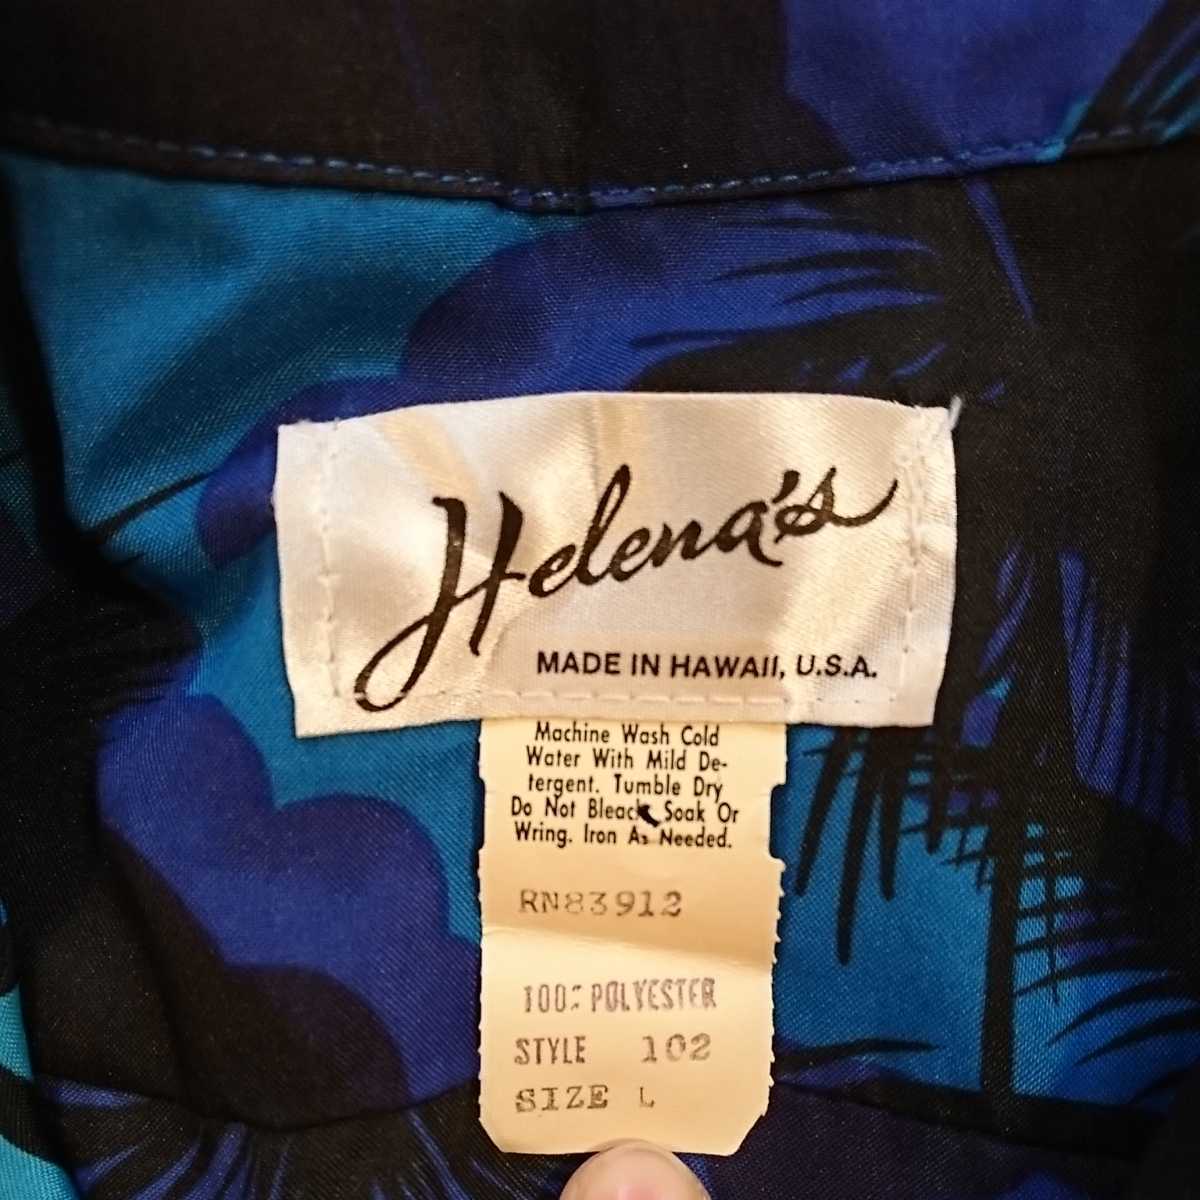 Helena's
MADE IN HAWAII, U.S.A.
Machine Wash Cold
Water With Mild De-
tergent. Tumble Dry
Do Not Bleach, Soak Or
Wring. Iron As Needed.
RN83912
100% POLYESTER
STYLE 102
SIZE L